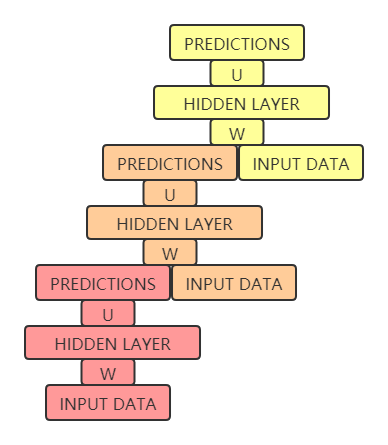 PREDICTIONS
U
HIDDEN LAYER
W
PREDICTIONS INPUT DATA
U
HIDDEN LAYER
W
PREDICTIONS INPUT DATA
U
HIDDEN LAYER
W
INPUT DATA